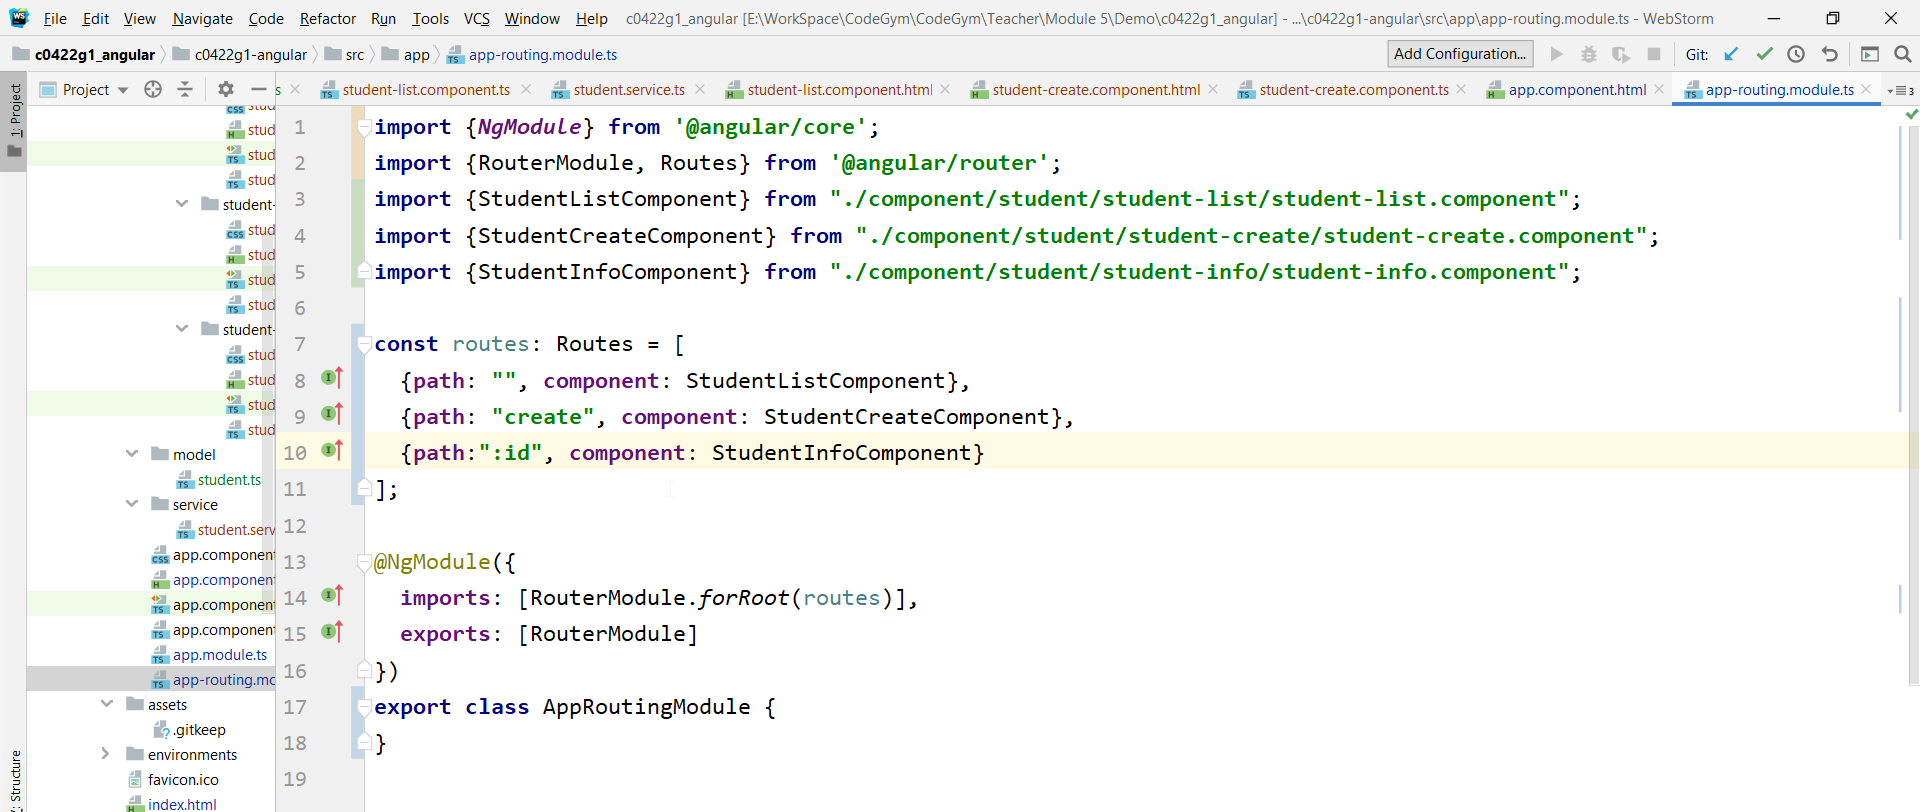 File Edit View Navigate Code Refactor Run Tools VCS Window Help c0422g1_angular [E:\WorkSpace\CodeGym\CodeGym\Teacher\Module 5\Demo\c0422g1_angular] - ...\c0422g1-angular\src\app\app-routing.module.ts - WebStorm
c0422g1_angular c0422g1-angular src app app-routing.module.ts Add Configuration... Git:
Project s student-list.component.ts student.service.ts student-list.component.html student-create.component.html student-create.component.ts app.component.html app-routing.module.ts 3
1: Project
stud
stud
stud
stud
student-
stud
stud
stud
stud
student-
stud
stud
stud
stud
model
student.ts
service
student.serv
app.component
app.component
app.component
app.component
app.module.ts
app-routing.mo
assets
.gitkeep
environments
favicon.ico
index.html
Structure
1 import {NgModule} from '@angular/core';
2 import {RouterModule, Routes} from '@angular/router';
3 import {StudentListComponent} from "./component/student/student-list/student-list.component";
4 import {StudentCreateComponent} from "./component/student/student-create/student-create.component";
5 import {StudentInfoComponent} from "./component/student/student-info/student-info.component";
6
7 const routes: Routes = [
8 {path: "", component: StudentListComponent},
9 {path: "create", component: StudentCreateComponent},
10 {path:":id", component: StudentInfoComponent}
11 ];
12
13 @NgModule({
14 imports: [RouterModule.forRoot(routes)],
15 exports: [RouterModule]
16 })
17 export class AppRoutingModule {
18 }
19